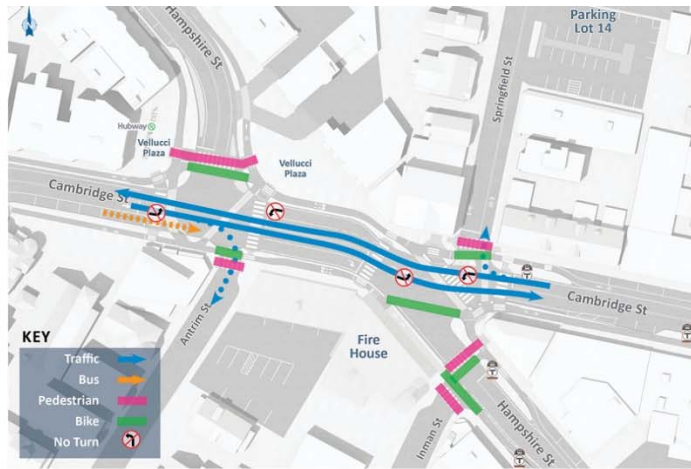 N
Hampshire St
Parking
Lot 14
Springfield St
Hubway
Vellucci
Plaza
Vellucci
Plaza
Cambridge St
Cambridge St
Antrim St
Fire
House
Inman St
Hampshire St
KEY
Traffic
Bus
Pedestrian
Bike
No Turn